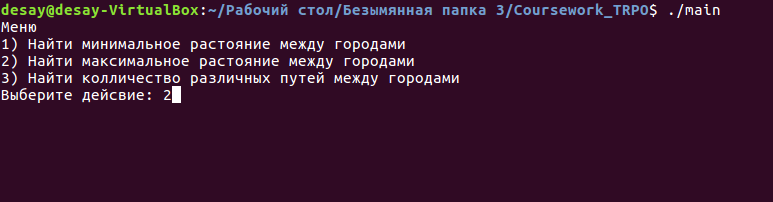 desay@desay-VirtualBox:~/Рабочий стол/Безымянная папка 3/Coursework_TRPO$ ./main
Меню
1) Найти минимальное растояние между городами
2) Найти максимальное растояние между городами
3) Найти колличество различных путей между городами
Выберите дейсвие: 2